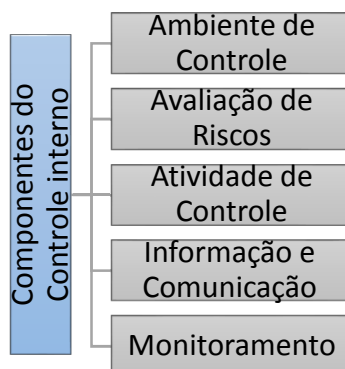 Componentes do
Controle interno
Ambiente de
Controle
Avaliação de
Riscos
Atividade de
Controle
Informação e
Comunicação
Monitoramento